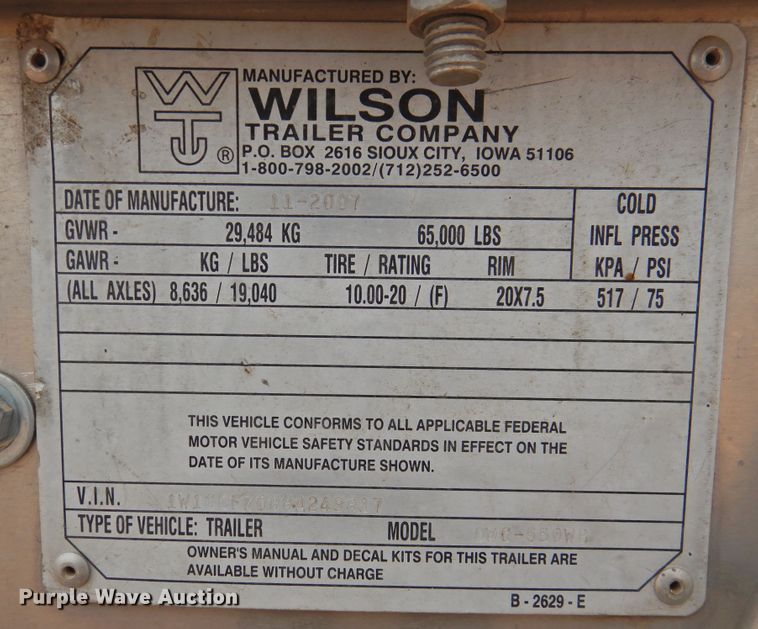 WTJ ®
MANUFACTURED BY:
WILSON
TRAILER COMPANY
P.O. BOX 2616 SIOUX CITY, IOWA 51106
1-800-798-2002/(712)252-6500
DATE OF MANUFACTURE: 11-2007
COLD
GVWR - 29,484 KG 65,000 LBS INFL PRESS
GAWR - KG / LBS TIRE / RATING RIM KPA / PSI
(ALL AXLES) 8,636 / 19,040 10.00-20 / (F) 20X7.5 517 / 75
THIS VEHICLE CONFORMS TO ALL APPLICABLE FEDERAL
MOTOR VEHICLE SAFETY STANDARDS IN EFFECT ON THE
DATE OF ITS MANUFACTURE SHOWN.
V.I.N.
TYPE OF VEHICLE: TRAILER MODEL
OWNER'S MANUAL AND DECAL KITS FOR THIS TRAILER ARE
AVAILABLE WITHOUT CHARGE
B - 2629 - E
Purple Wave Auction